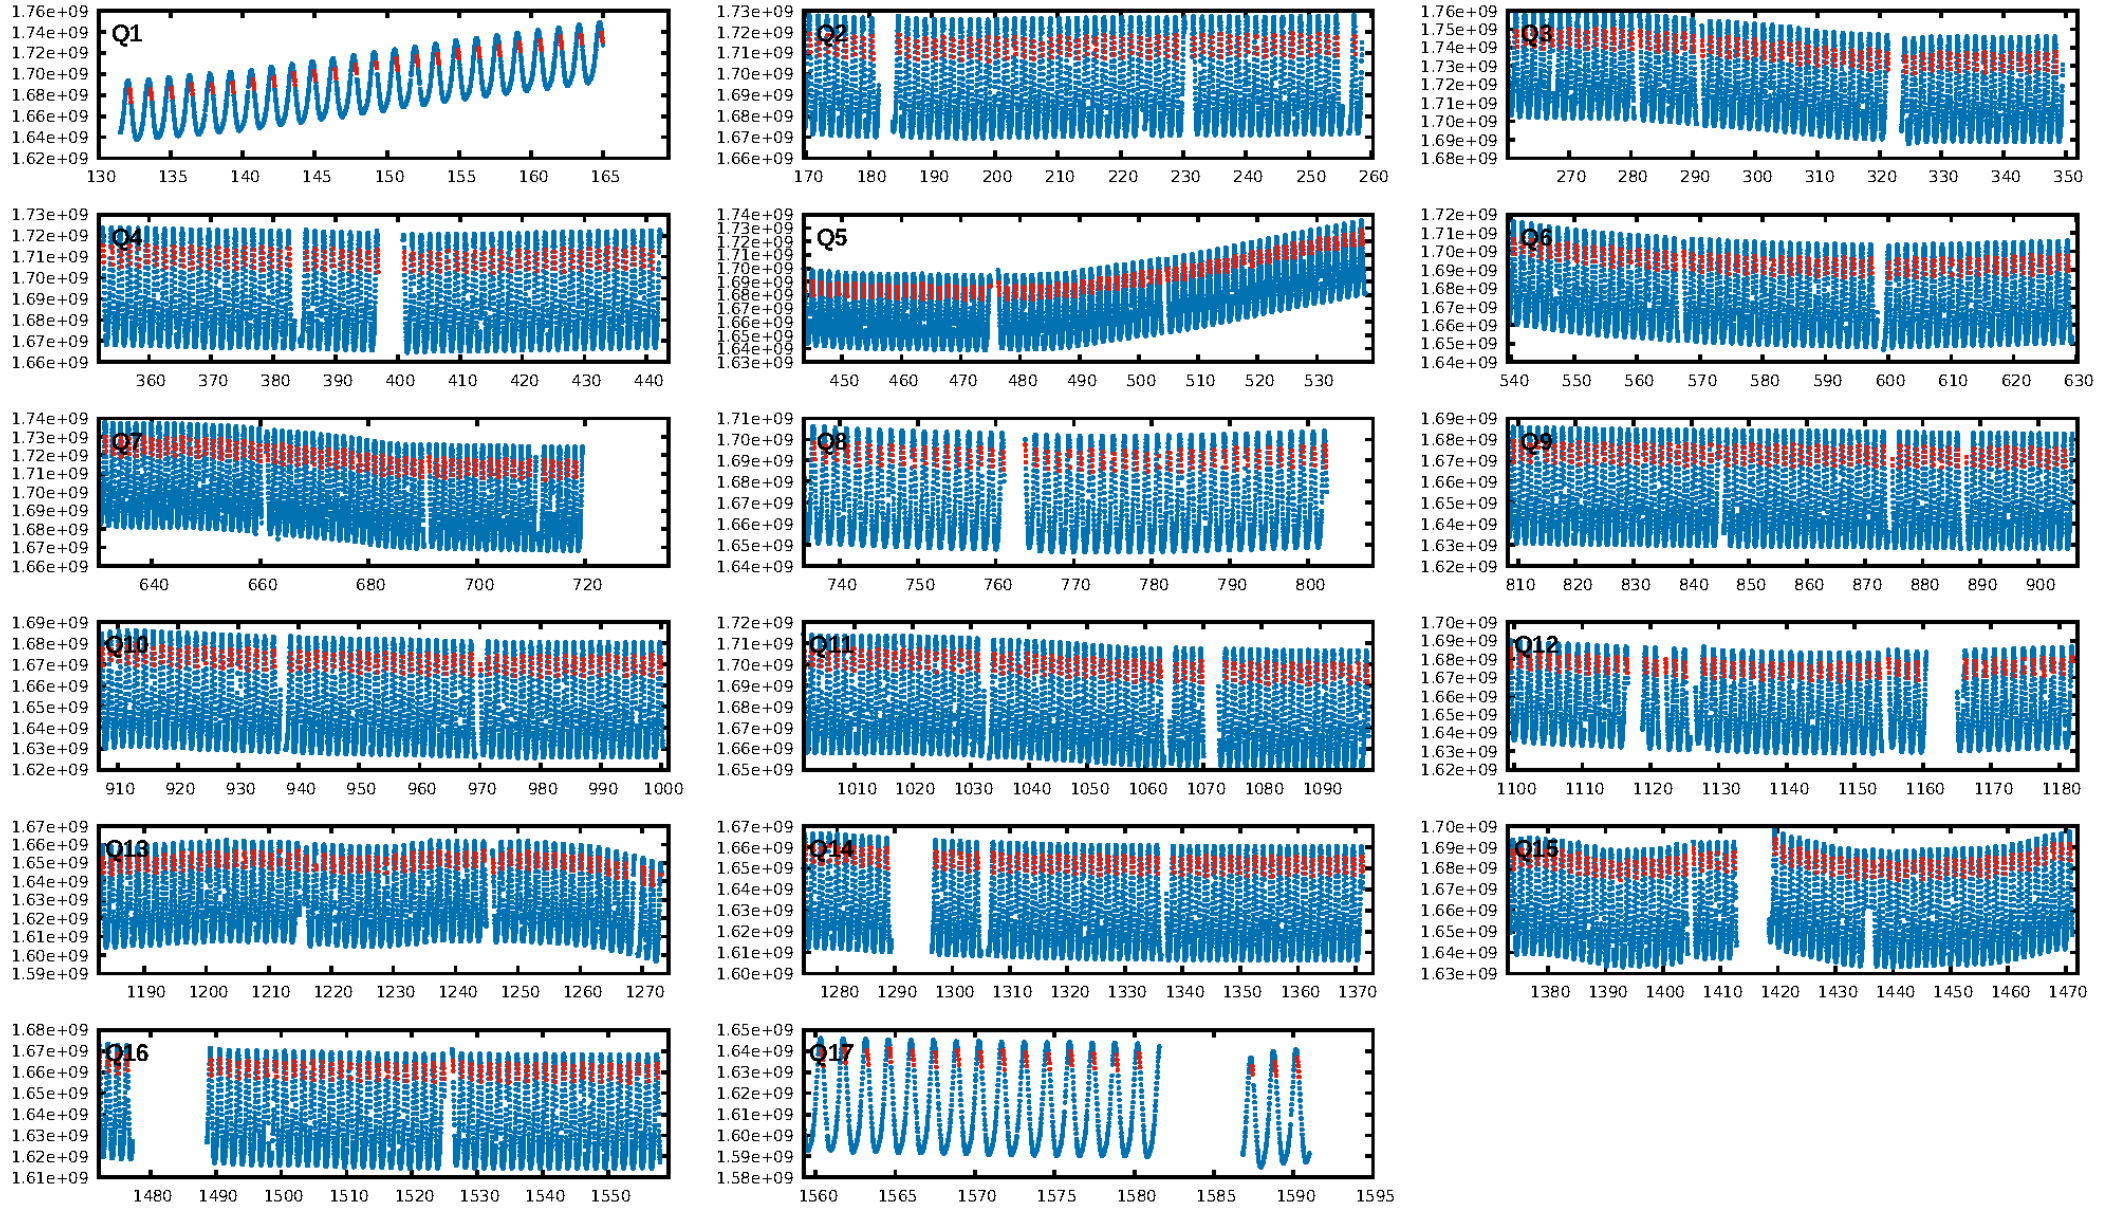 1.76e+09
1.74e+09
1.72e+09
1.70e+09
1.68e+09
1.66e+09
1.64e+09
1.62e+09
Q1
130 135 140 145 150 155 160 165
1.73e+09
1.72e+09
1.71e+09
1.70e+09
1.69e+09
1.68e+09
1.67e+09
1.66e+09
Q2
170 180 190 200 210 220 230 240 250 260
1.76e+09
1.75e+09
1.74e+09
1.73e+09
1.72e+09
1.71e+09
1.70e+09
1.69e+09
1.68e+09
Q3
270 280 290 300 310 320 330 340 350
1.73e+09
1.72e+09
1.71e+09
1.70e+09
1.69e+09
1.68e+09
1.67e+09
1.66e+09
Q4
360 370 380 390 400 410 420 430 440
1.74e+09
1.73e+09
1.72e+09
1.71e+09
1.70e+09
1.69e+09
1.68e+09
1.67e+09
1.66e+09
1.65e+09
1.64e+09
1.63e+09
Q5
450 460 470 480 490 500 510 520 530
1.72e+09
1.71e+09
1.70e+09
1.69e+09
1.68e+09
1.67e+09
1.66e+09
1.65e+09
1.64e+09
Q6
540 550 560 570 580 590 600 610 620 630
1.74e+09
1.73e+09
1.72e+09
1.71e+09
1.70e+09
1.69e+09
1.68e+09
1.67e+09
1.66e+09
Q7
640 660 680 700 720
1.71e+09
1.70e+09
1.69e+09
1.68e+09
1.67e+09
1.66e+09
1.65e+09
1.64e+09
Q8
740 750 760 770 780 790 800
1.69e+09
1.68e+09
1.67e+09
1.66e+09
1.65e+09
1.64e+09
1.63e+09
1.62e+09
Q9
810 820 830 840 850 860 870 880 890 900
1.69e+09
1.68e+09
1.67e+09
1.66e+09
1.65e+09
1.64e+09
1.63e+09
1.62e+09
Q10
910 920 930 940 950 960 970 980 990 1000
1.72e+09
1.71e+09
1.70e+09
1.69e+09
1.68e+09
1.67e+09
1.66e+09
1.65e+09
Q11
1010 1020 1030 1040 1050 1060 1070 1080 1090
1.70e+09
1.69e+09
1.68e+09
1.67e+09
1.66e+09
1.65e+09
1.64e+09
1.63e+09
1.62e+09
Q12
1100 1110 1120 1130 1140 1150 1160 1170 1180
1.67e+09
1.66e+09
1.65e+09
1.64e+09
1.63e+09
1.62e+09
1.61e+09
1.60e+09
1.59e+09
Q13
1190 1200 1210 1220 1230 1240 1250 1260 1270
1.67e+09
1.66e+09
1.65e+09
1.64e+09
1.63e+09
1.62e+09
1.61e+09
1.60e+09
Q14
1280 1290 1300 1310 1320 1330 1340 1350 1360 1370
1.70e+09
1.69e+09
1.68e+09
1.67e+09
1.66e+09
1.65e+09
1.64e+09
1.63e+09
Q15
1380 1390 1400 1410 1420 1430 1440 1450 1460 1470
1.68e+09
1.67e+09
1.66e+09
1.65e+09
1.64e+09
1.63e+09
1.62e+09
1.61e+09
Q16
1480 1490 1500 1510 1520 1530 1540 1550
1.65e+09
1.64e+09
1.63e+09
1.62e+09
1.61e+09
1.60e+09
1.59e+09
1.58e+09
Q17
1560 1565 1570 1575 1580 1585 1590 1595